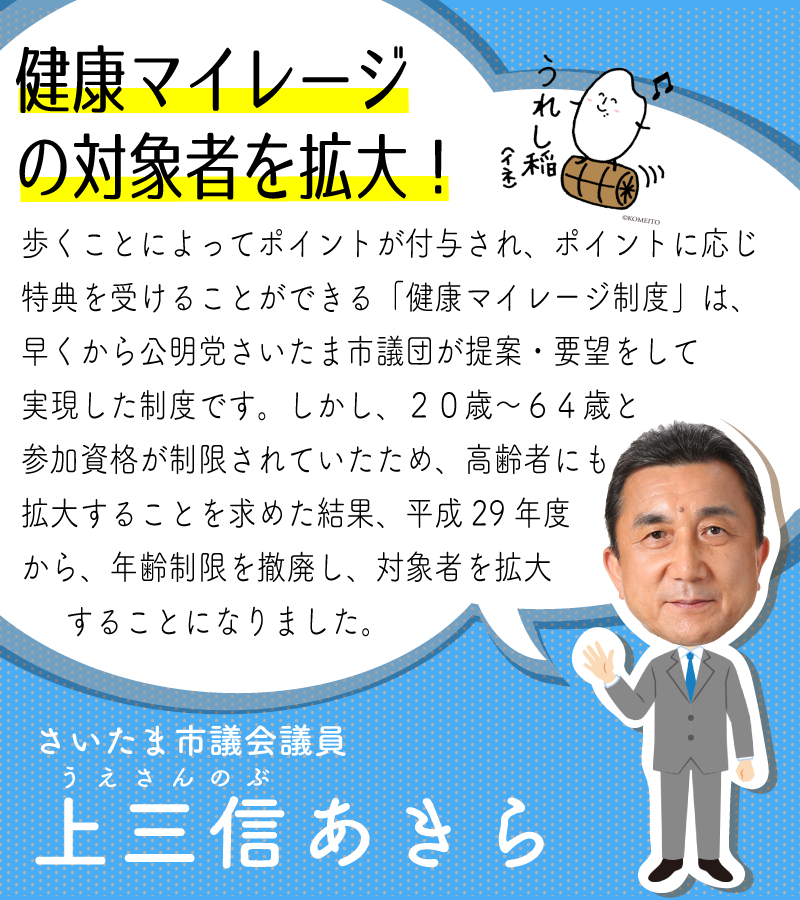 健康マイレージ
の対象者を拡大！
うれし稲
（イネ）
©KOMEITO
歩くことによってポイントが付与され、ポイントに応じ
特典を受けることができる「健康マイレージ制度」は、
早くから公明党さいたま市議団が提案・要望をして
実現した制度です。しかし、２０歳～６４歳と
参加資格が制限されていたため、高齢者にも
拡大することを求めた結果、平成 29 年度
から、年齢制限を撤廃し、対象者を拡大
することになりました。
さいたま市議会議員
うえさんのぶ
上三信あきら